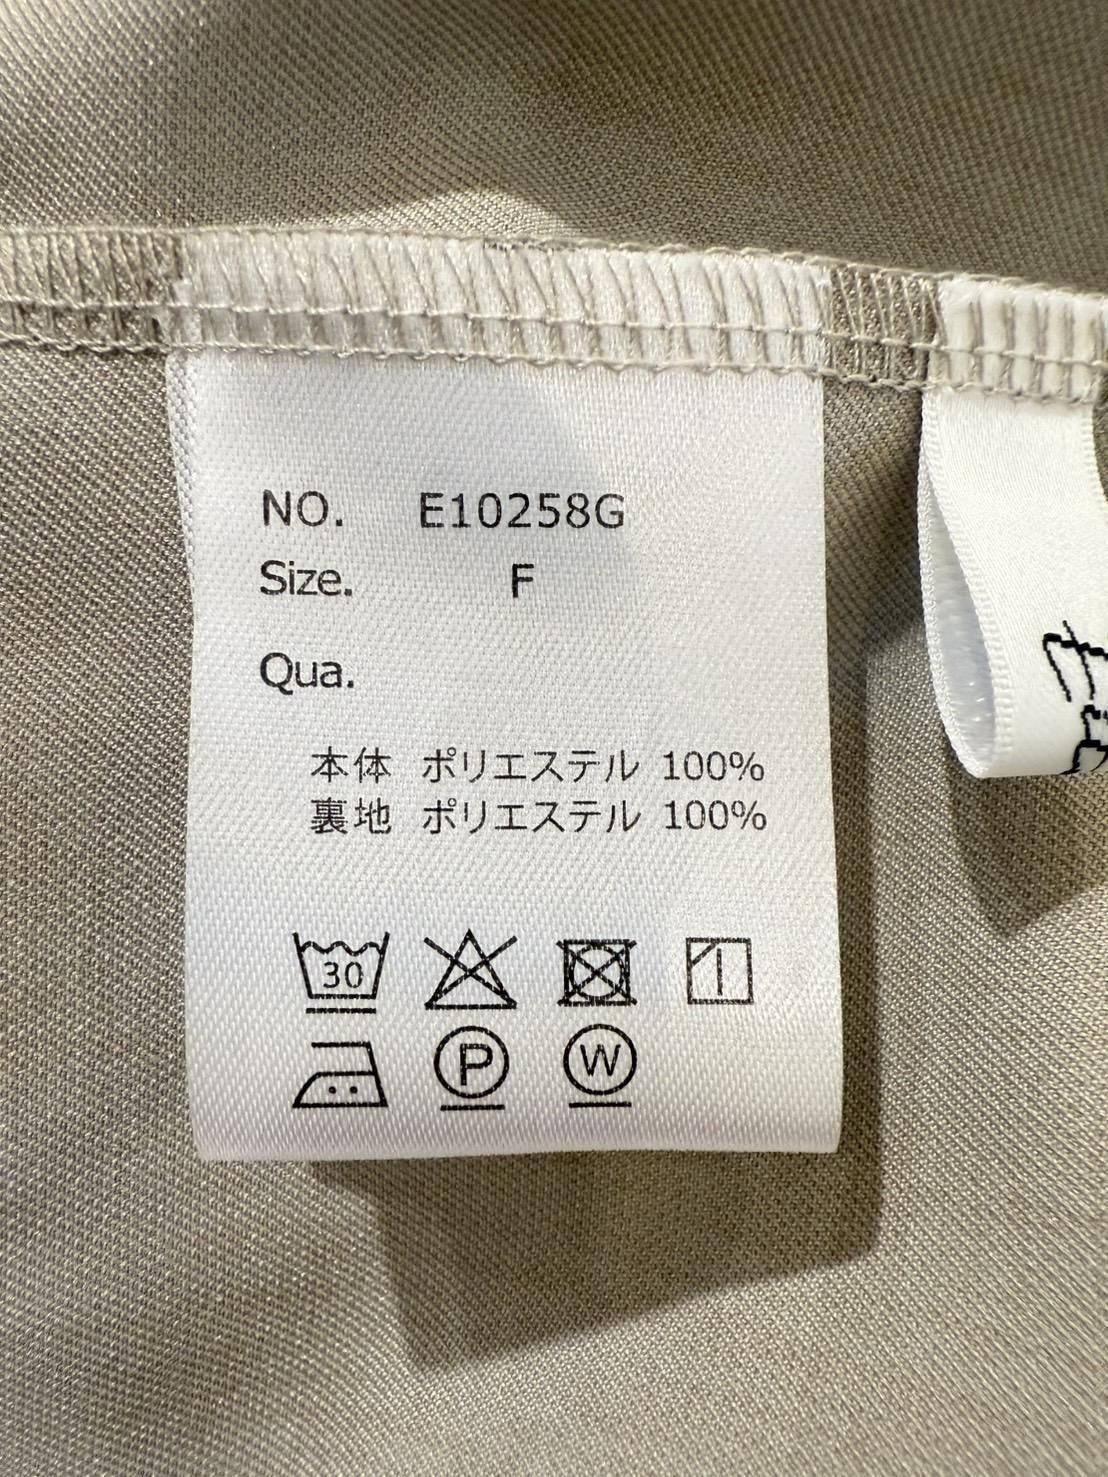 NO. E10258G
Size. F
Qua.
本体 ポリエステル 100%
裏地 ポリエステル 100%
30
P
W